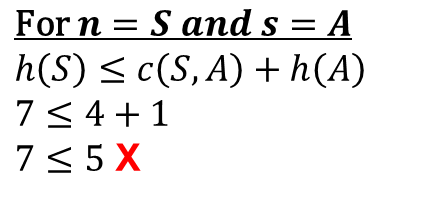 For n = S and s = A
h(S) ≤ c(S, A) + h(A)
7 ≤ 4 + 1
7 ≤ 5 X